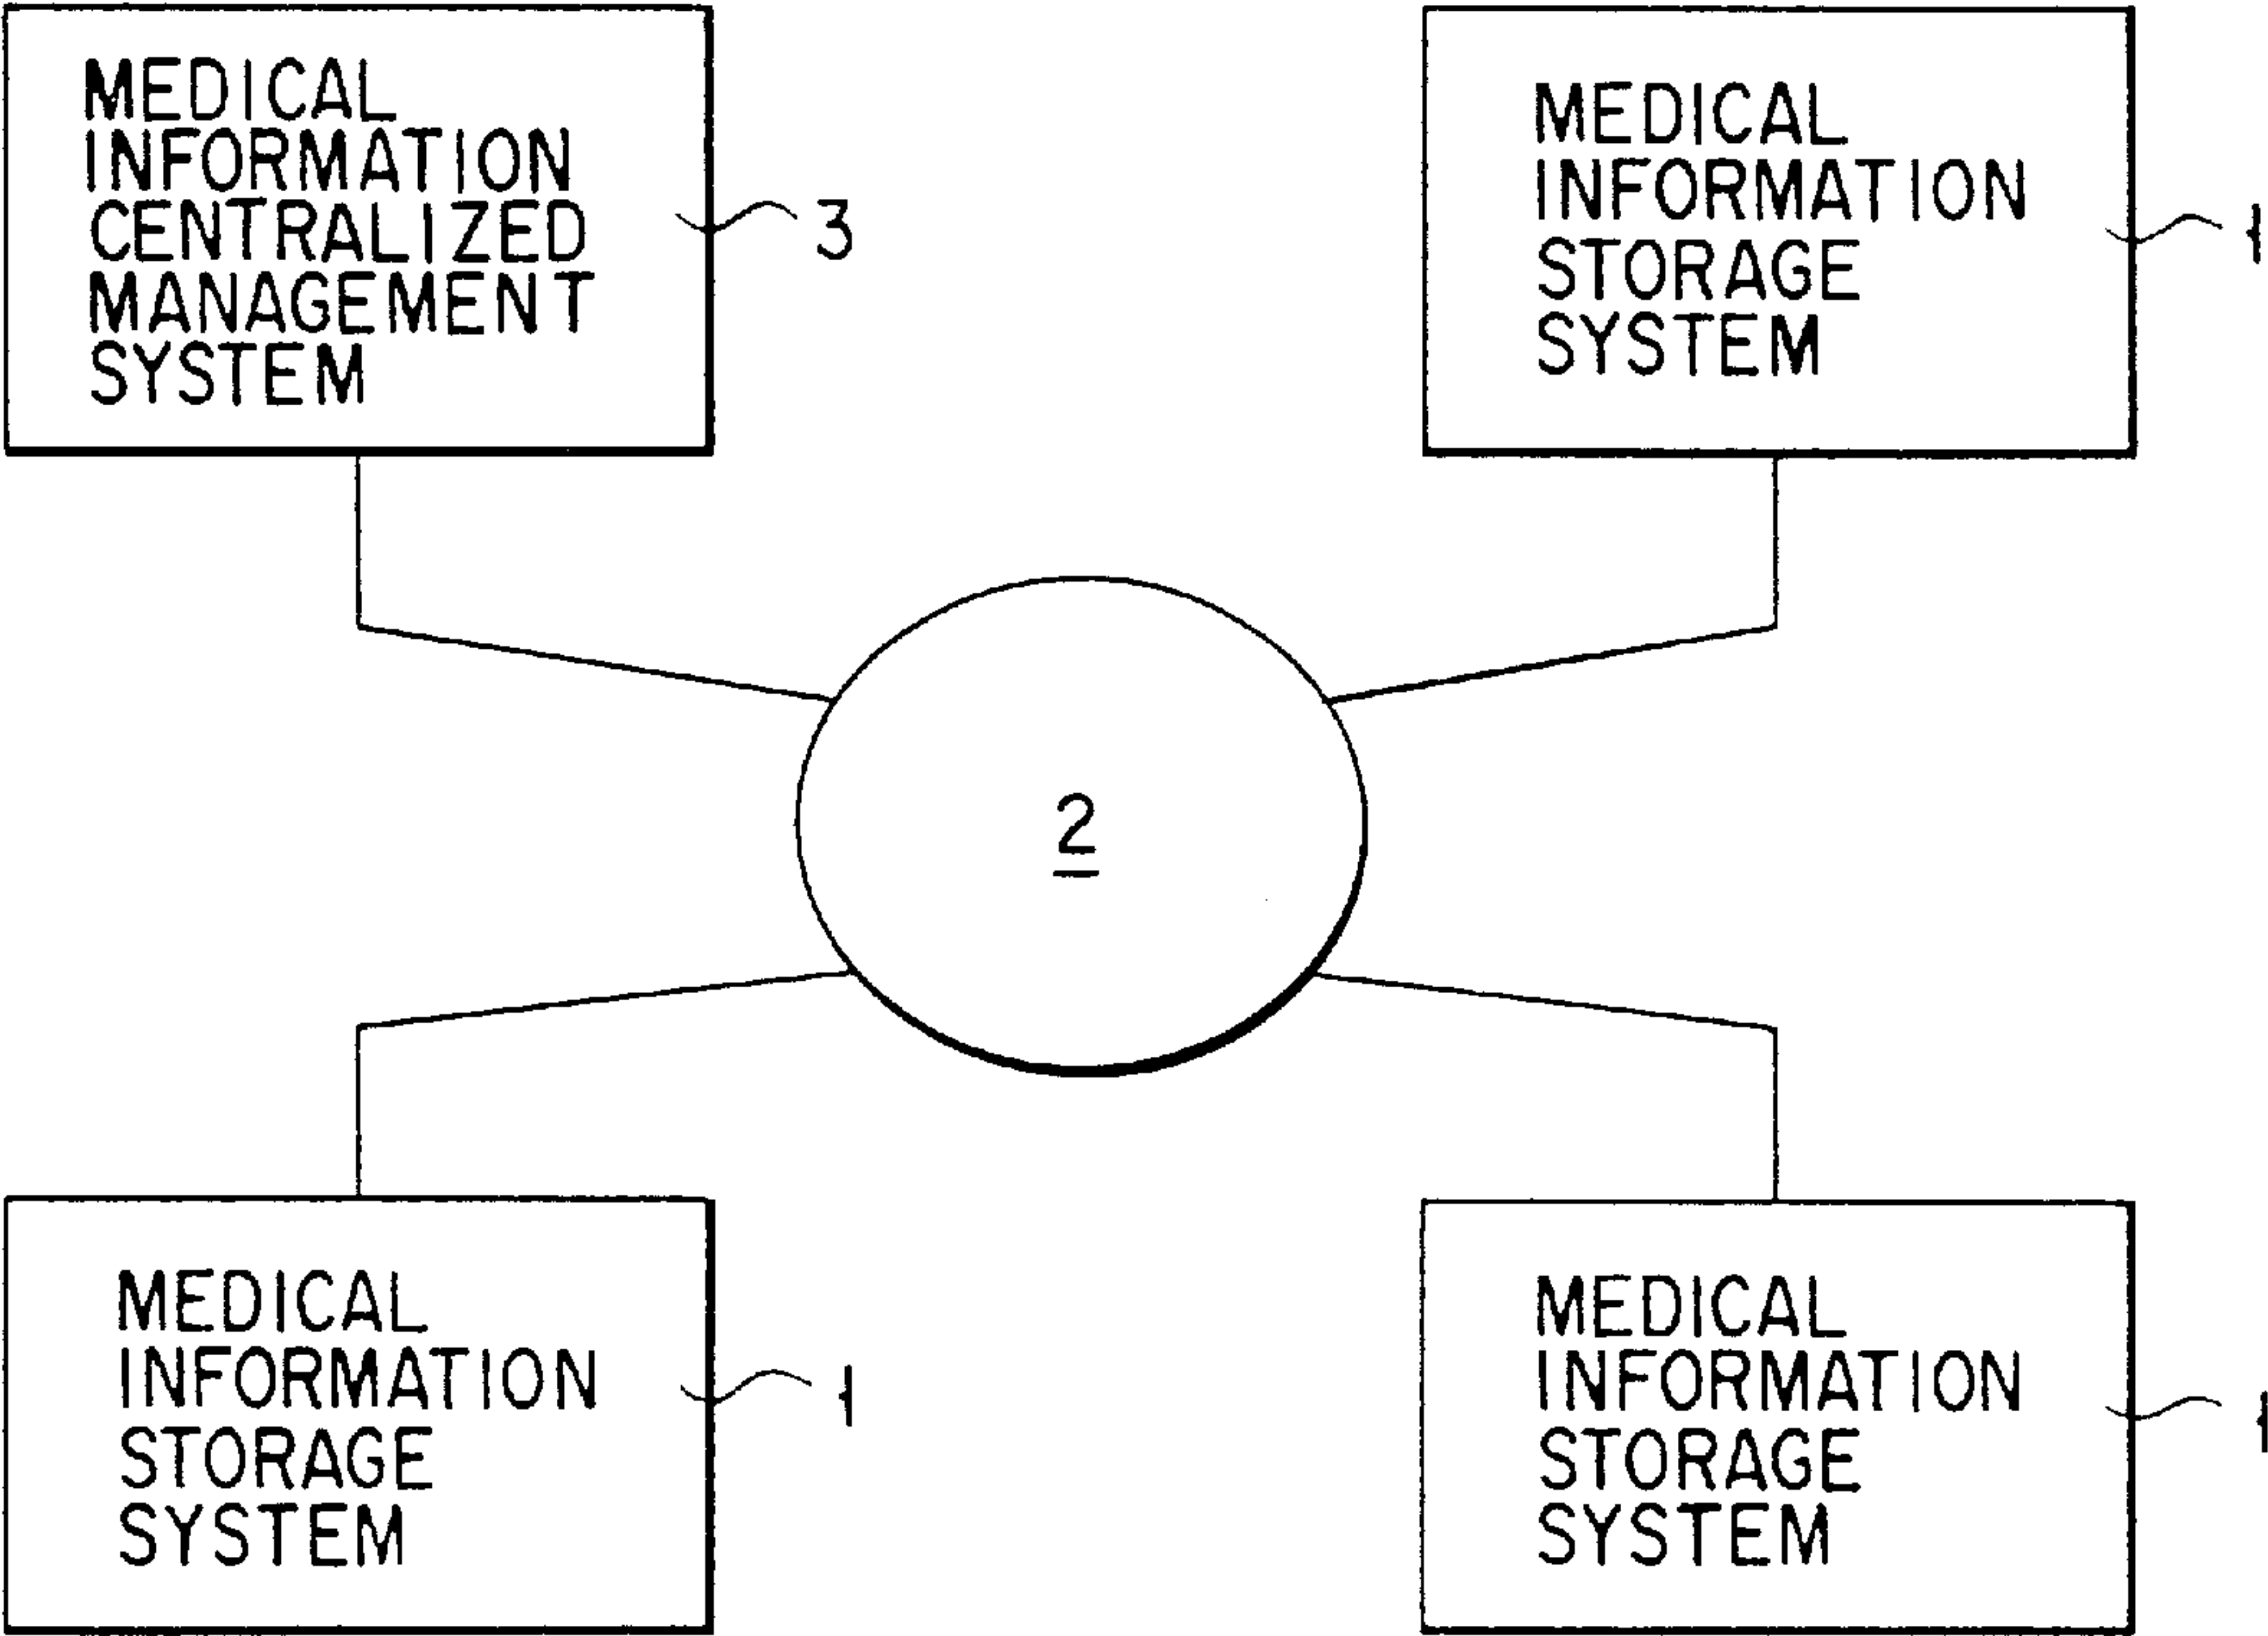 MEDICAL
INFORMATION
CENTRALIZED
MANAGEMENT
SYSTEM
3
MEDICAL
INFORMATION
STORAGE
SYSTEM
1
2
MEDICAL
INFORMATION
STORAGE
SYSTEM
1
MEDICAL
INFORMATION
STORAGE
SYSTEM
1